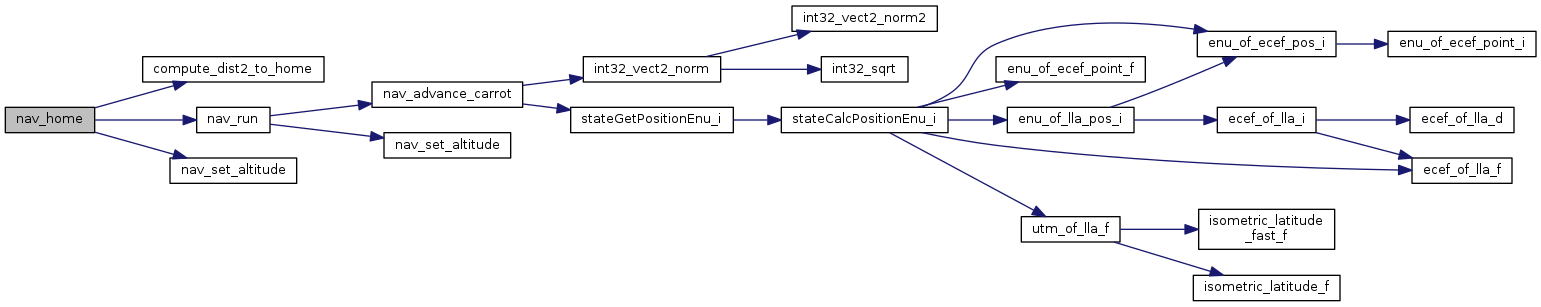 nav_home
compute_dist2_to_home
nav_run
nav_set_altitude
nav_advance_carrot
nav_set_altitude
int32_vect2_norm
stateGetPositionEnu_i
int32_vect2_norm2
int32_sqrt
stateCalcPositionEnu_i
enu_of_ecef_point_f
enu_of_lla_pos_i
utm_of_lla_f
enu_of_ecef_pos_i
ecef_of_lla_i
isometric_latitude
_fast_f
isometric_latitude_f
enu_of_ecef_point_i
ecef_of_lla_d
ecef_of_lla_f